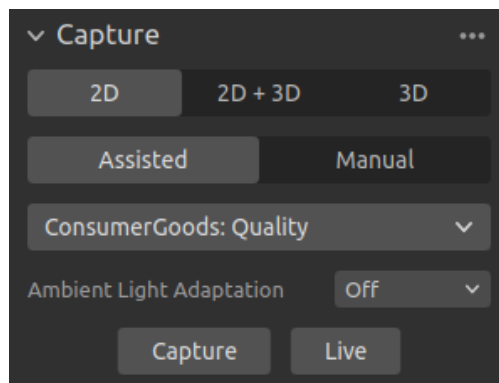 Capture
2D 2D + 3D 3D
Assisted Manual
ConsumerGoods: Quality
Ambient Light Adaptation Off
Capture Live